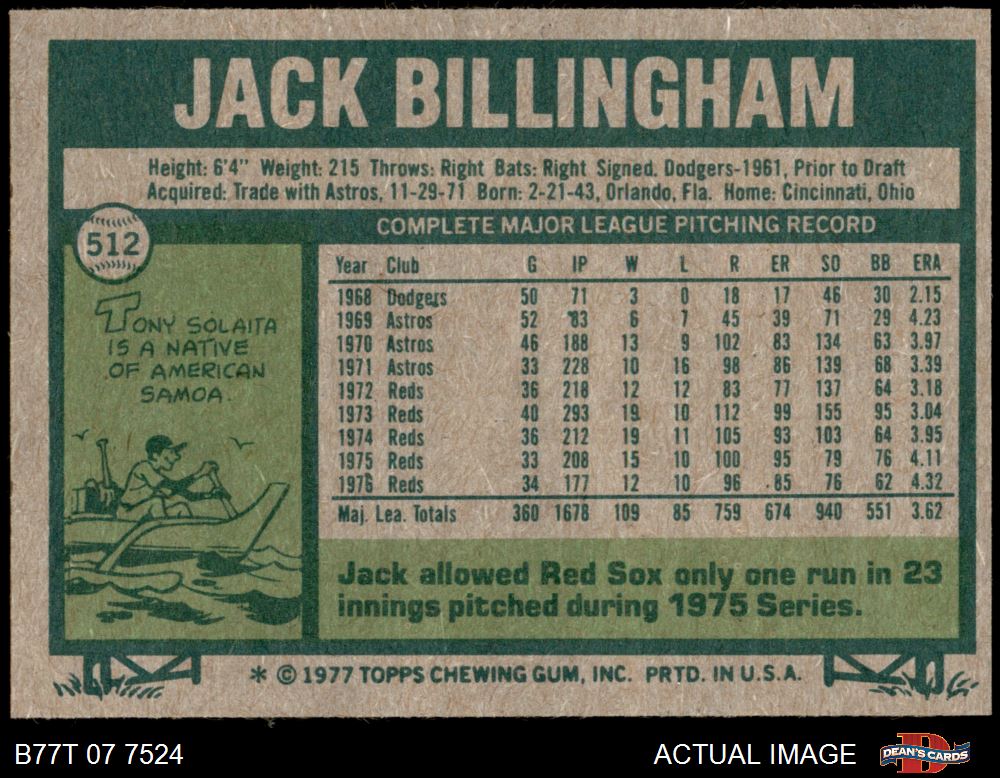 JACK BILLINGHAM
Height: 6'4" Weight: 215 Throws: Right Bats: Right Signed. Dodgers-1961, Prior to Draft
Acquired: Trade with Astros, 11-29-71 Born: 2-21-43, Orlando, Fla. Home: Cincinnati, Ohio
512
TONY SOLAITA
IS A NATIVE
OF AMERICAN
SAMOA.
COMPLETE MAJOR LEAGUE PITCHING RECORD
Year Club G IP W L R ER SO BB ERA
1968 Dodgers 50 71 3 0 18 17 46 30 2.15
1969 Astros 52 83 6 7 45 39 71 29 4.23
1970 Astros 46 188 13 9 102 83 134 63 3.97
1971 Astros 33 228 10 16 98 86 139 68 3.39
1972 Reds 36 218 12 12 83 77 137 64 3.18
1973 Reds 40 293 19 10 112 99 155 95 3.04
1974 Reds 36 212 19 11 105 93 103 64 3.95
1975 Reds 33 208 15 10 100 95 79 76 4.11
1976 Reds 34 177 12 10 96 85 76 62 4.32
Maj. Lea. Totals 360 1678 109 85 759 674 940 551 3.62
Jack allowed Red Sox only one run in 23
innings pitched during 1975 Series.
* © 1977 TOPPS CHEWING GUM, INC. PRTD. IN U.S.A.
B77T 07 7524
ACTUAL IMAGE
DEAN'S CARDS